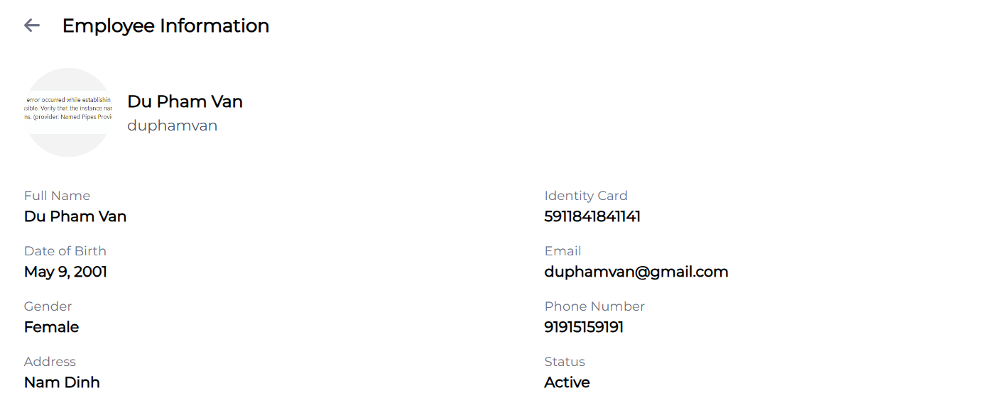 Employee Information
error occurred while establishin
sible. Verify that the instance nar
ns. (provider: Named Pipes Provi
Du Pham Van
duphamvan
Full Name
Du Pham Van
Identity Card
5911841841141
Date of Birth
May 9, 2001
Email
duphamvan@gmail.com
Gender
Female
Phone Number
91915159191
Address
Nam Dinh
Status
Active